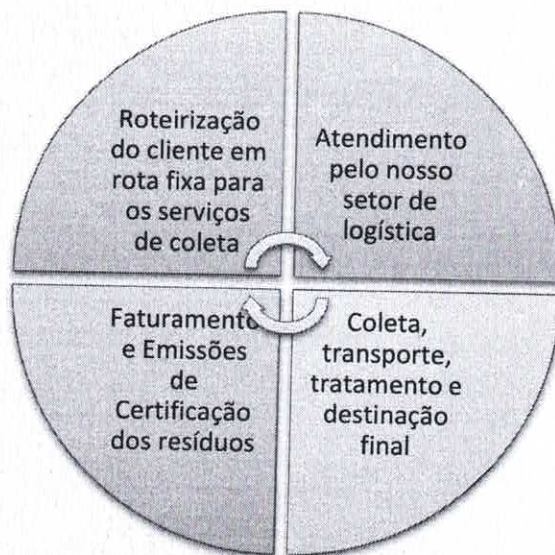 Roteirização
do cliente em
rota fixa para
os serviços
de coleta
Atendimento
pelo nosso
setor de
logística
Faturamento
e Emissões
de
Certificação
dos resíduos
Coleta,
transporte,
tratamento e
destinação
final